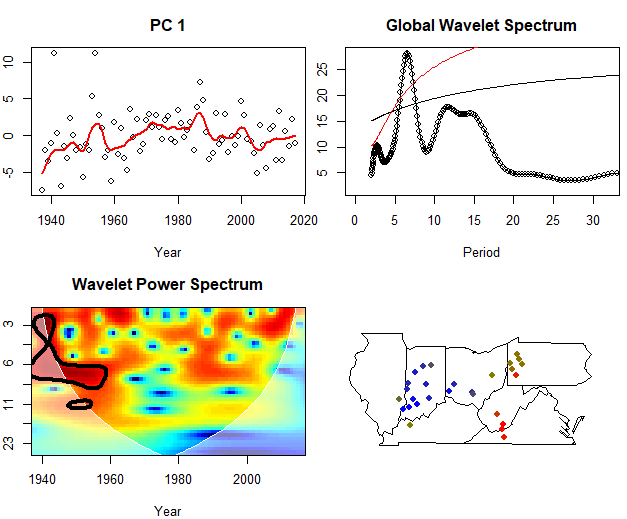 PC 1
10
5
0
-5
1940 1960 1980 2000 2020
Year
Global Wavelet Spectrum
25
20
15
10
5
0 5 10 15 20 25 30
Period
Wavelet Power Spectrum
3
6
11
23
1940 1960 1980 2000
Year